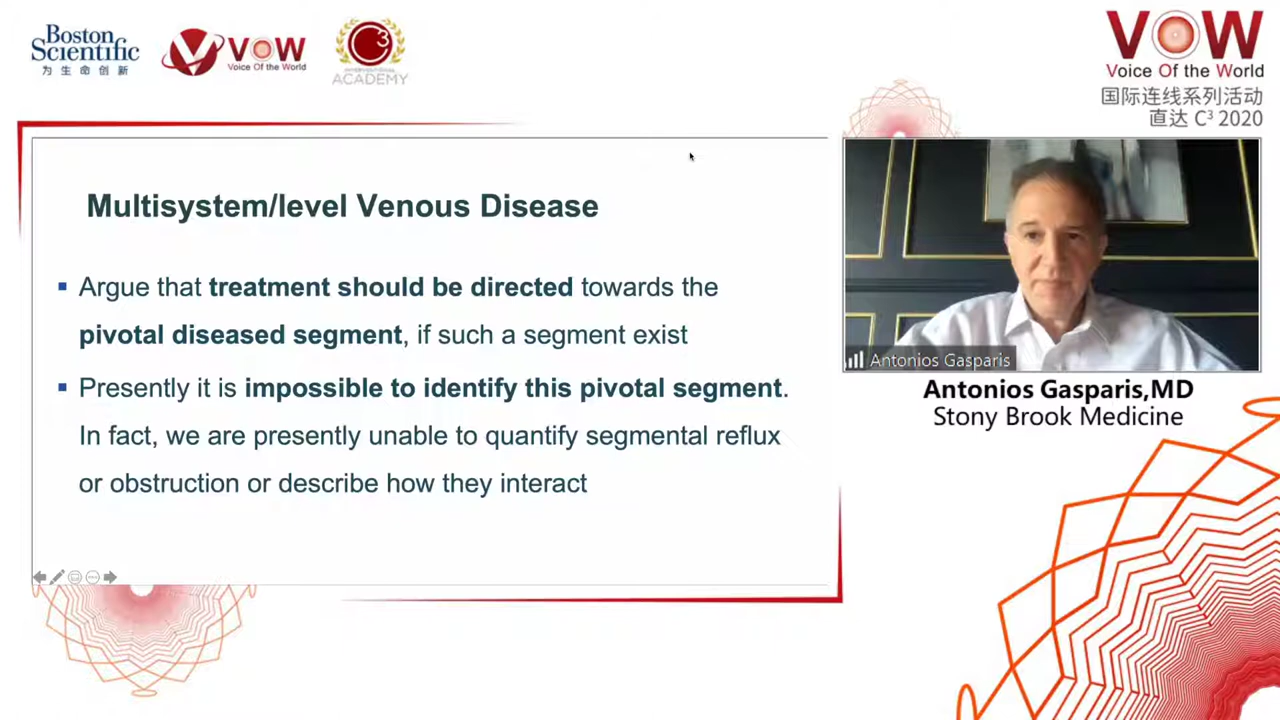 Boston
Scientific
为生命创新
VOW
Voice Of the World
C3
ACADEMY
VOW
Voice Of the World
国际连线系列活动
直达 C³ 2020
Multisystem/level Venous Disease
▪ Argue that treatment should be directed towards the
pivotal diseased segment, if such a segment exist
▪ Presently it is impossible to identify this pivotal segment.
In fact, we are presently unable to quantify segmental reflux
or obstruction or describe how they interact
Antonios Gasparis
Antonios Gasparis,MD
Stony Brook Medicine